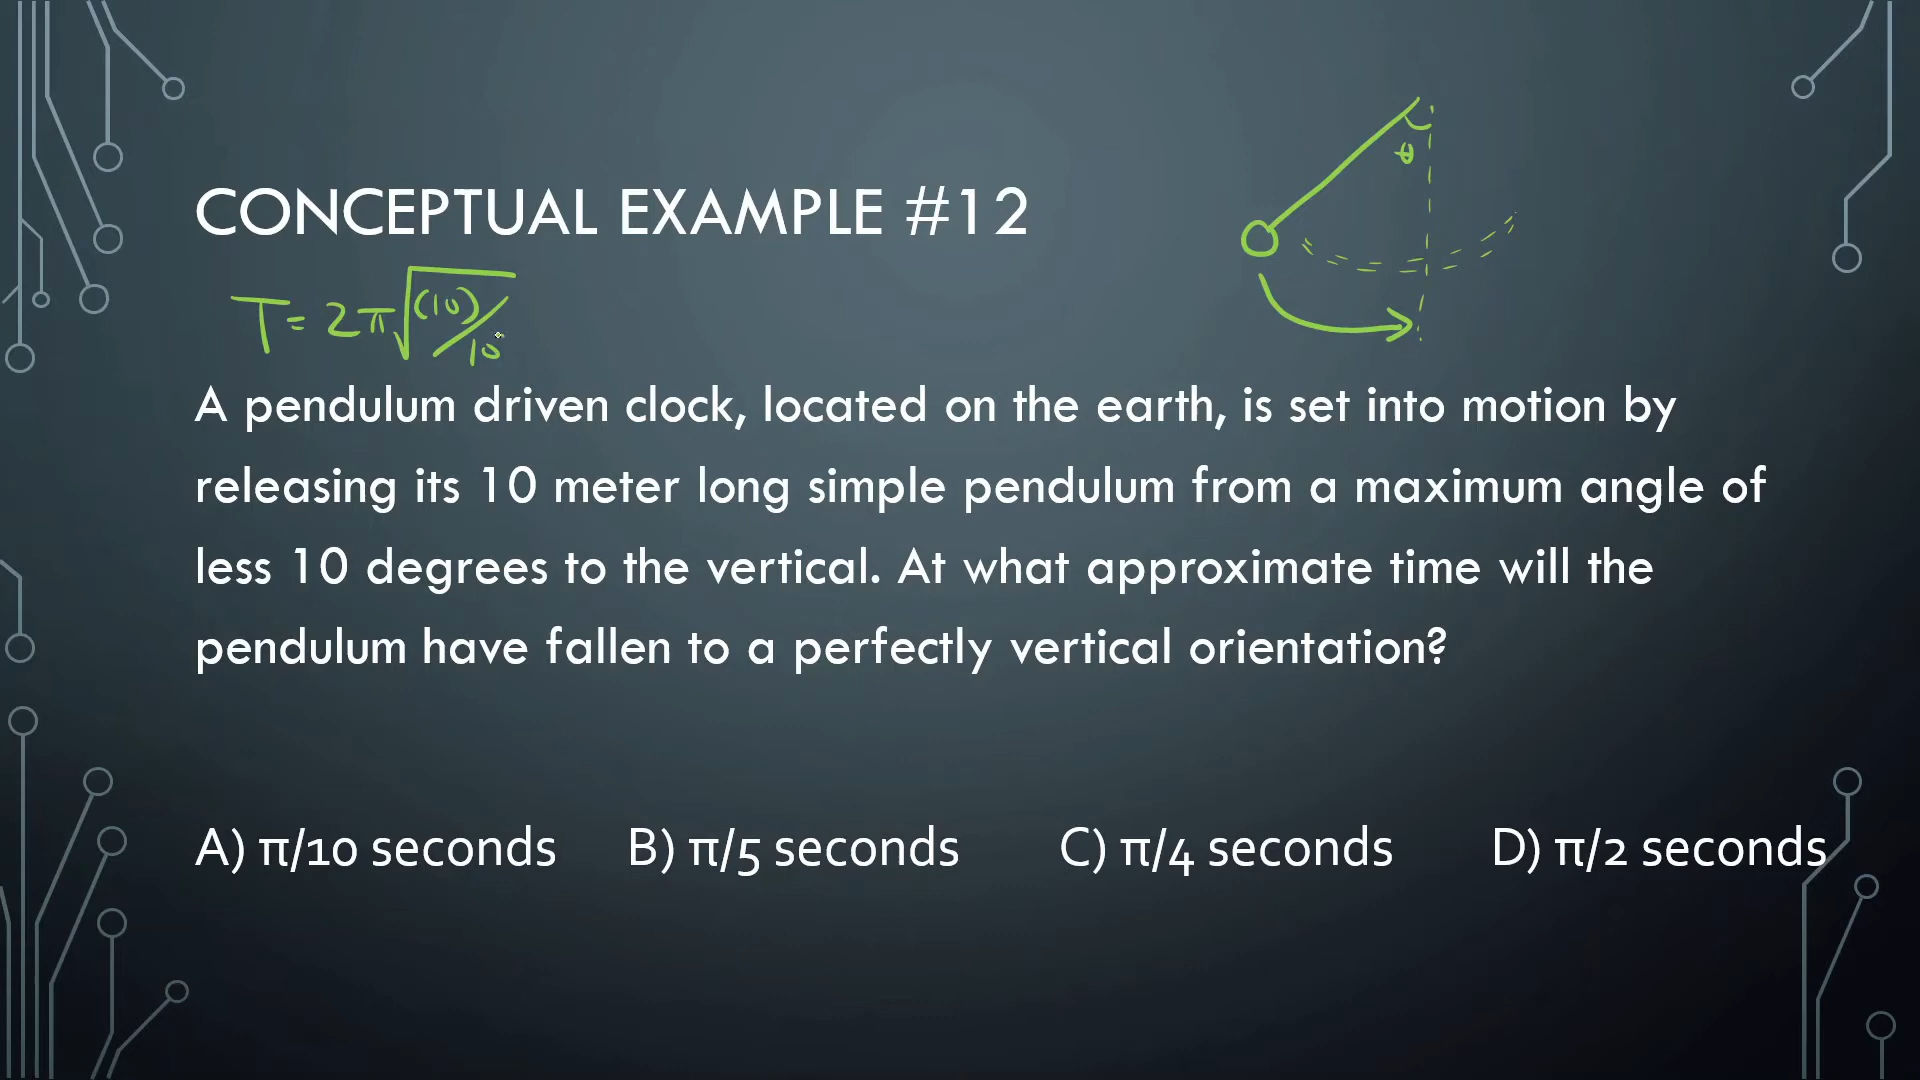 CONCEPTUAL EXAMPLE #12
θ
T = 2π√(10)/10
A pendulum driven clock, located on the earth, is set into motion by
releasing its 10 meter long simple pendulum from a maximum angle of
less 10 degrees to the vertical. At what approximate time will the
pendulum have fallen to a perfectly vertical orientation?
A) π/10 seconds B) π/5 seconds C) π/4 seconds D) π/2 seconds